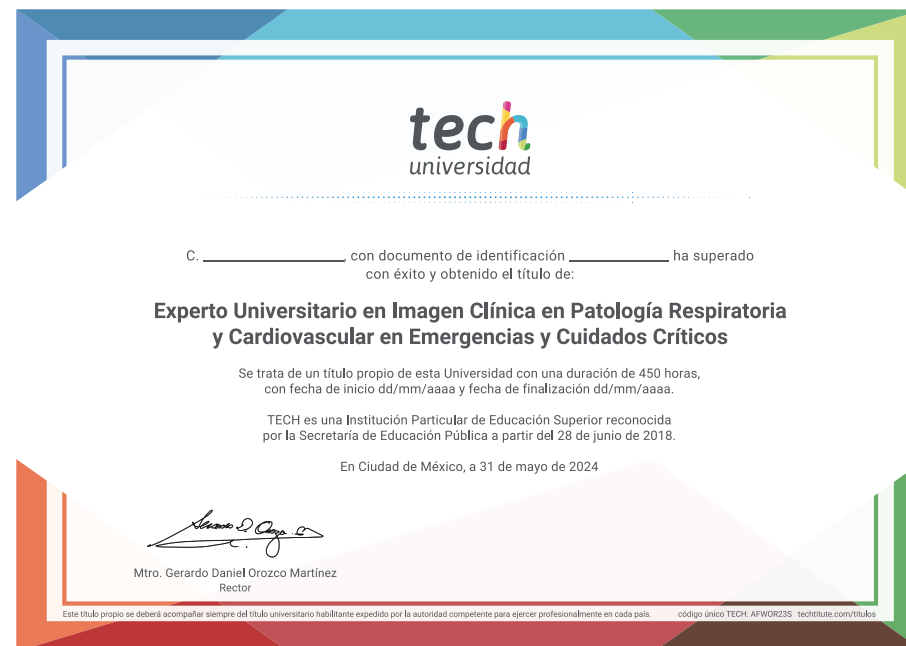 tech
universidad
C. ____________________, con documento de identificación ______________ ha superado
con éxito y obtenido el título de:
Experto Universitario en Imagen Clínica en Patología Respiratoria
y Cardiovascular en Emergencias y Cuidados Críticos
Se trata de un título propio de esta Universidad con una duración de 450 horas,
con fecha de inicio dd/mm/aaaa y fecha de finalización dd/mm/aaaa.
TECH es una Institución Particular de Educación Superior reconocida
por la Secretaría de Educación Pública a partir del 28 de junio de 2018.
En Ciudad de México, a 31 de mayo de 2024
Mtro. Gerardo Daniel Orozco Martínez
Rector
Este título propio se deberá acompañar siempre del título universitario habilitante expedido por la autoridad competente para ejercer profesionalmente en cada país. código único TECH: AFWOR23S techtitute.com/titulos